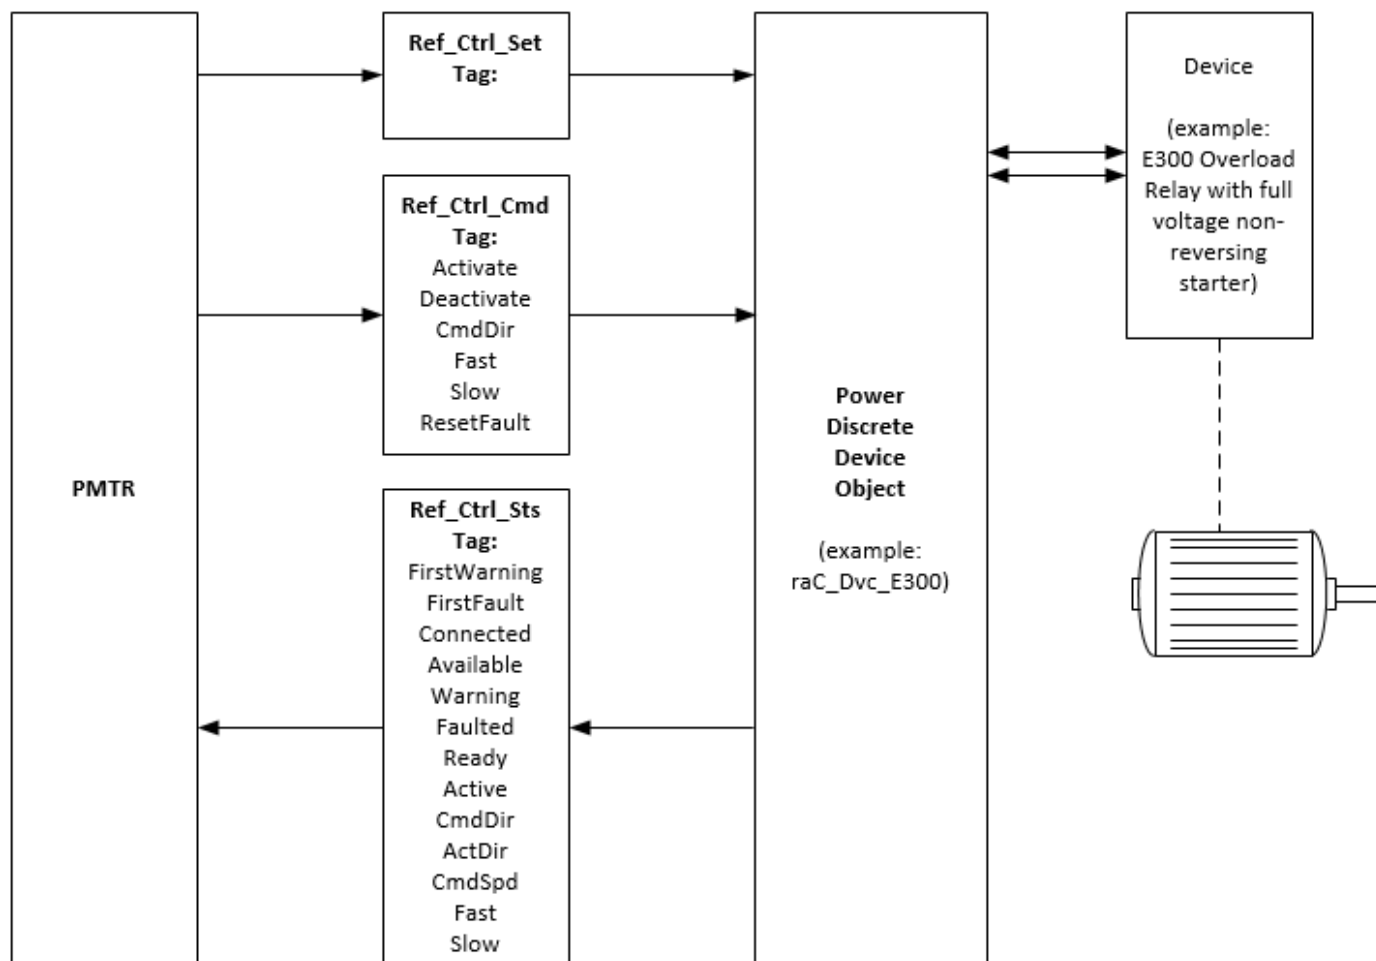 PMTR
Ref_Ctrl_Set
Tag:
Ref_Ctrl_Cmd
Tag:
Activate
Deactivate
CmdDir
Fast
Slow
ResetFault
Ref_Ctrl_Sts
Tag:
FirstWarning
FirstFault
Connected
Available
Warning
Faulted
Ready
Active
CmdDir
ActDir
CmdSpd
Fast
Slow
Power
Discrete
Device
Object
(example:
raC_Dvc_E300)
Device
(example:
E300 Overload
Relay with full
voltage non-
reversing
starter)